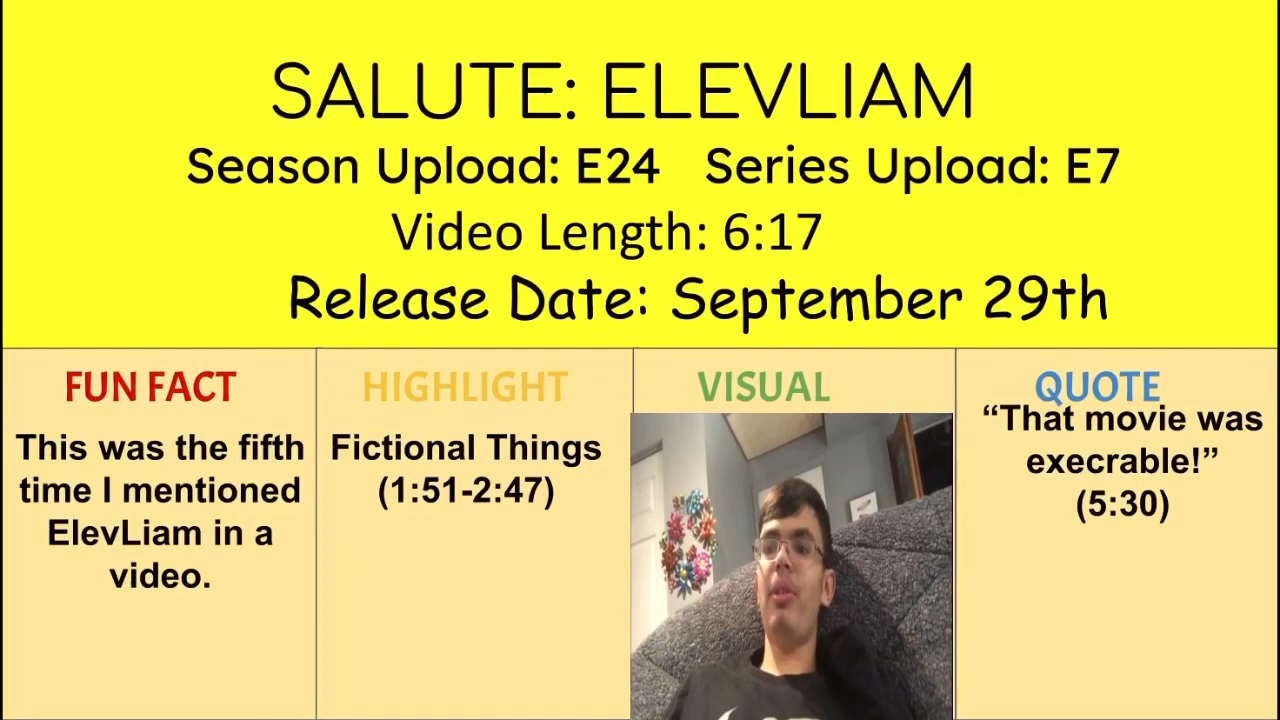 SALUTE: ELEVLIAM
Season Upload: E24 Series Upload: E7
Video Length: 6:17
Release Date: September 29th
FUN FACT
This was the fifth
time I mentioned
ElevLiam in a
video.
HIGHLIGHT
Fictional Things
(1:51-2:47)
VISUAL
QUOTE
“That movie was
execrable!”
(5:30)